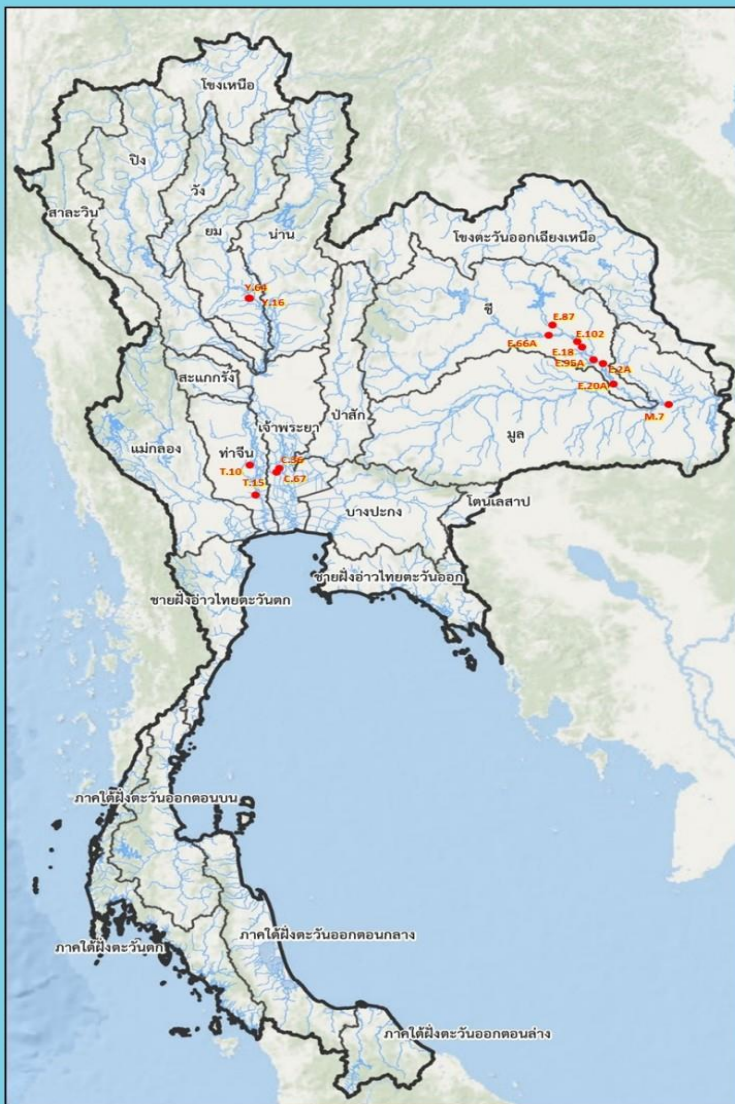 โขงเหนือ
ปิง
วัง
สาละวิน
ยม
น่าน
โขงตะวันออกเฉียงเหนือ
Y.64
Y.16
ชี
E.87
E.102
E.66A
E.18
E.95A
E.2A
E.20A
M.7
สะแกกรัง
เจ้าพระยา
ป่าสัก
มูล
แม่กลอง
ท่าจีน
T.10
C.36
C.67
T.15
บางปะกง
โตนเลสาป
ชายฝั่งอ่าวไทยตะวันออก
ชายฝั่งอ่าวไทยตะวันตก
ภาคใต้ฝั่งตะวันออกตอนบน
ภาคใต้ฝั่งตะวันตก
ภาคใต้ฝั่งตะวันออกตอนกลาง
ภาคใต้ฝั่งตะวันออกตอนล่าง